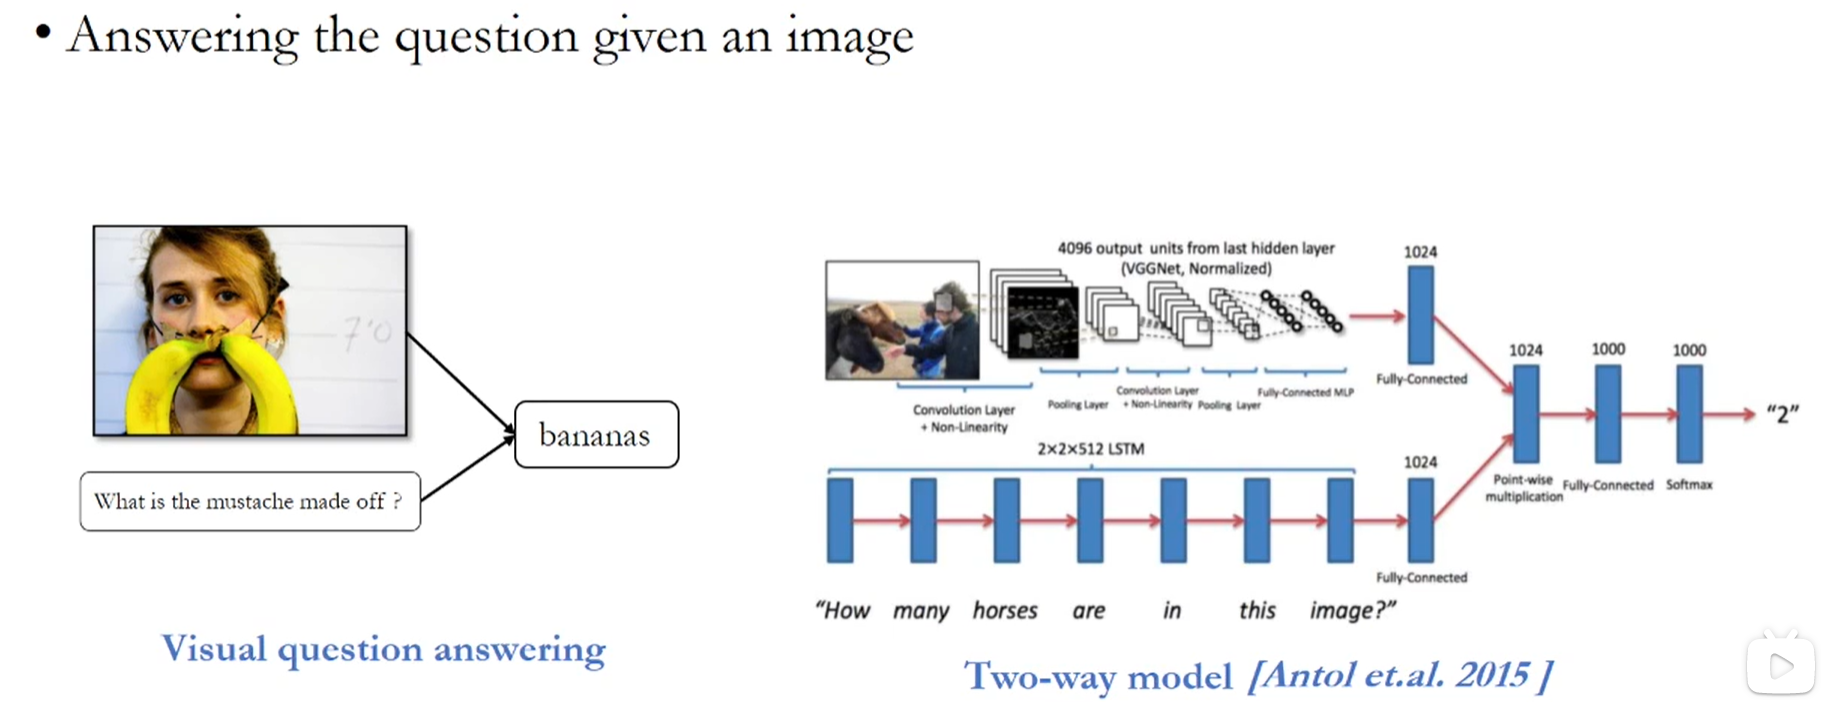 • Answering the question given an image
7'0
bananas
What is the mustache made off ?
Visual question answering
4096 output units from last hidden layer
(VGGNet, Normalized)
1024
Fully-Connected
Convolution Layer
+ Non-Linearity
Pooling Layer
Convolution Layer
+ Non-Linearity
Pooling Layer
Fully-Connected MLP
2×2×512 LSTM
1024
Fully-Connected
1024
1000
1000
Point-wise
multiplication
Fully-Connected
Softmax
"2"
"How many horses are in this image?"
Two-way model [Antol et.al. 2015 ]